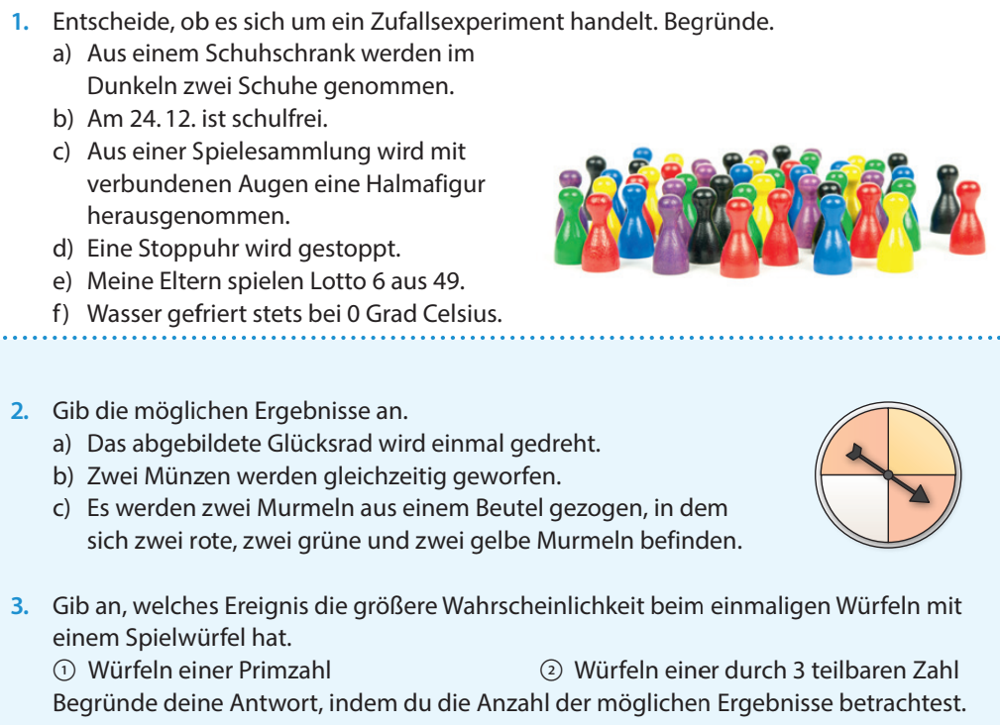 1. Entscheide, ob es sich um ein Zufallsexperiment handelt. Begründe.
a) Aus einem Schuhschrank werden im
Dunkeln zwei Schuhe genommen.
b) Am 24. 12. ist schulfrei.
c) Aus einer Spielesammlung wird mit
verbundenen Augen eine Halmafigur
herausgenommen.
d) Eine Stoppuhr wird gestoppt.
e) Meine Eltern spielen Lotto 6 aus 49.
f) Wasser gefriert stets bei 0 Grad Celsius.
2. Gib die möglichen Ergebnisse an.
a) Das abgebildete Glücksrad wird einmal gedreht.
b) Zwei Münzen werden gleichzeitig geworfen.
c) Es werden zwei Murmeln aus einem Beutel gezogen, in dem
sich zwei rote, zwei grüne und zwei gelbe Murmeln befinden.
3. Gib an, welches Ereignis die größere Wahrscheinlichkeit beim einmaligen Würfeln mit
einem Spielwürfel hat.
① Würfeln einer Primzahl ② Würfeln einer durch 3 teilbaren Zahl
Begründe deine Antwort, indem du die Anzahl der möglichen Ergebnisse betrachtest.